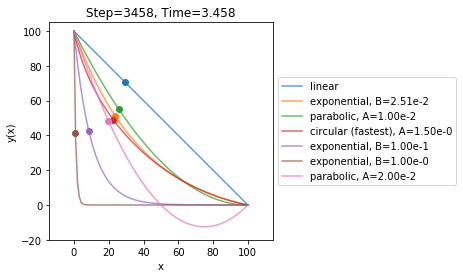 Step=3458, Time=3.458
100
80
60
40
20
0
−20
y(x)
0 20 40 60 80 100
x
linear
exponential, B=2.51e-2
parabolic, A=1.00e-2
circular (fastest), A=1.50e-0
exponential, B=1.00e-1
exponential, B=1.00e-0
parabolic, A=2.00e-2